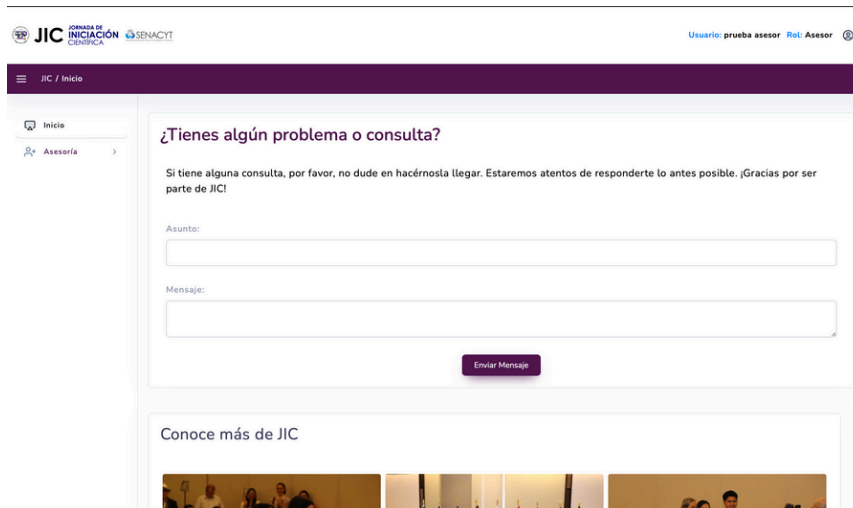 JIC JORNADA DE INICIACIÓN CIENTÍFICA SENACYT
Usuario: prueba asesor Rol: Asesor
JIC / Inicio
Inicio
Asesoría
¿Tienes algún problema o consulta?
Si tiene alguna consulta, por favor, no dude en hacérnosla llegar. Estaremos atentos de responderte lo antes posible. ¡Gracias por ser
parte de JIC!
Asunto:
Mensaje:
Enviar Mensaje
Conoce más de JIC